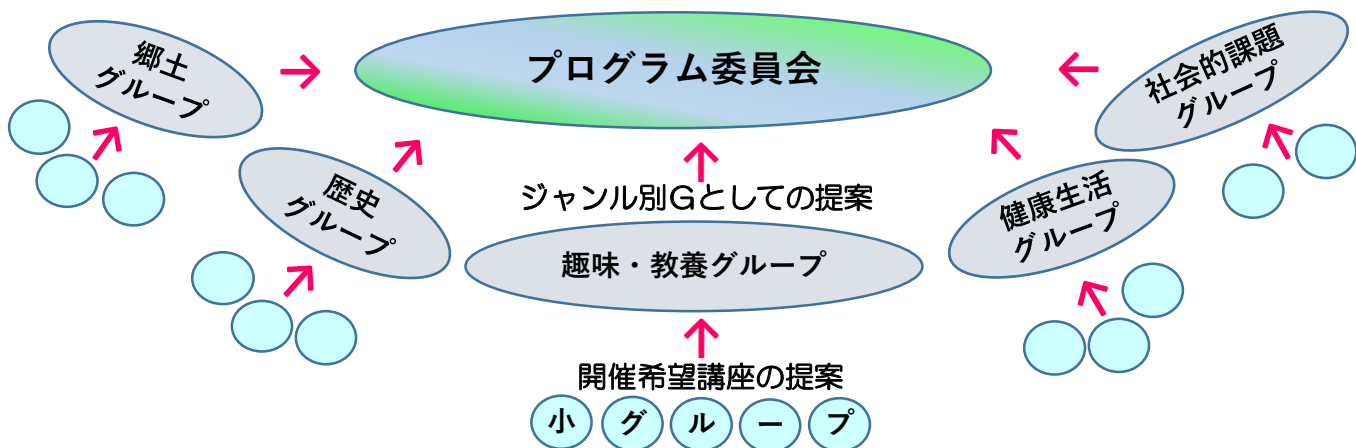 プログラム委員会
郷土
グループ
歴史
グループ
ジャンル別Gとしての提案
趣味・教養グループ
健康生活
グループ
社会的課題
グループ
開催希望講座の提案
小グループ